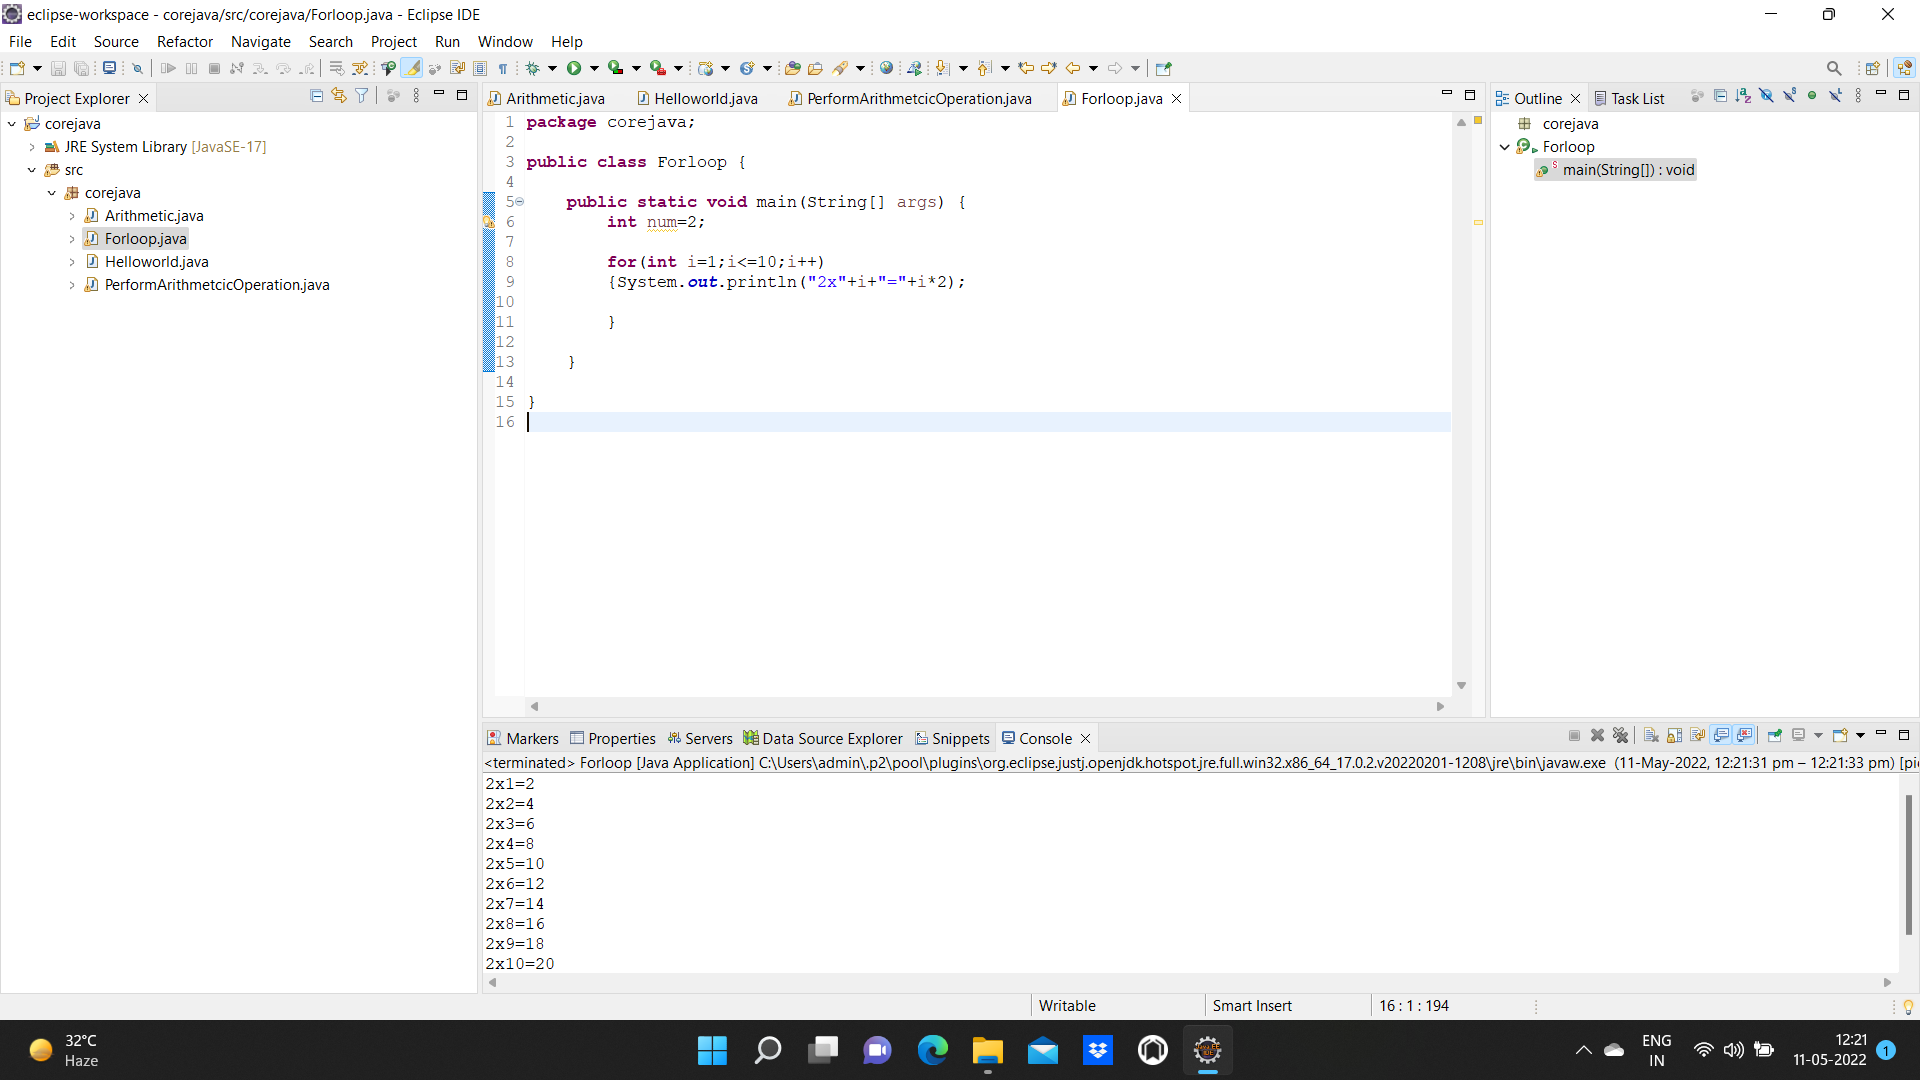 eclipse-workspace - corejava/src/corejava/Forloop.java - Eclipse IDE
File Edit Source Refactor Navigate Search Project Run Window Help
Project Explorer
corejava
JRE System Library [JavaSE-17]
src
corejava
Arithmetic.java
Forloop.java
Helloworld.java
PerformArithmetcicOperation.java
Arithmetic.java Helloworld.java PerformArithmetcicOperation.java Forloop.java
1 package corejava;
2
3 public class Forloop {
4
5 public static void main(String[] args) {
6 int num=2;
7
8 for(int i=1;i<=10;i++)
9 {System.out.println("2x"+i+"="+i*2);
10
11 }
12
13 }
14
15 }
16
Outline Task List
corejava
Forloop
main(String[]) : void
Markers Properties Servers Data Source Explorer Snippets Console
<terminated> Forloop [Java Application] C:\Users\admin\.p2\pool\plugins\org.eclipse.justj.openjdk.hotspot.jre.full.win32.x86_64_17.0.2.v20220201-1208\jre\bin\javaw.exe (11-May-2022, 12:21:31 pm – 12:21:33 pm) [pi
2x1=2
2x2=4
2x3=6
2x4=8
2x5=10
2x6=12
2x7=14
2x8=16
2x9=18
2x10=20
Writable Smart Insert 16 : 1 : 194
32°C
Haze
ENG
IN
12:21
11-05-2022
1